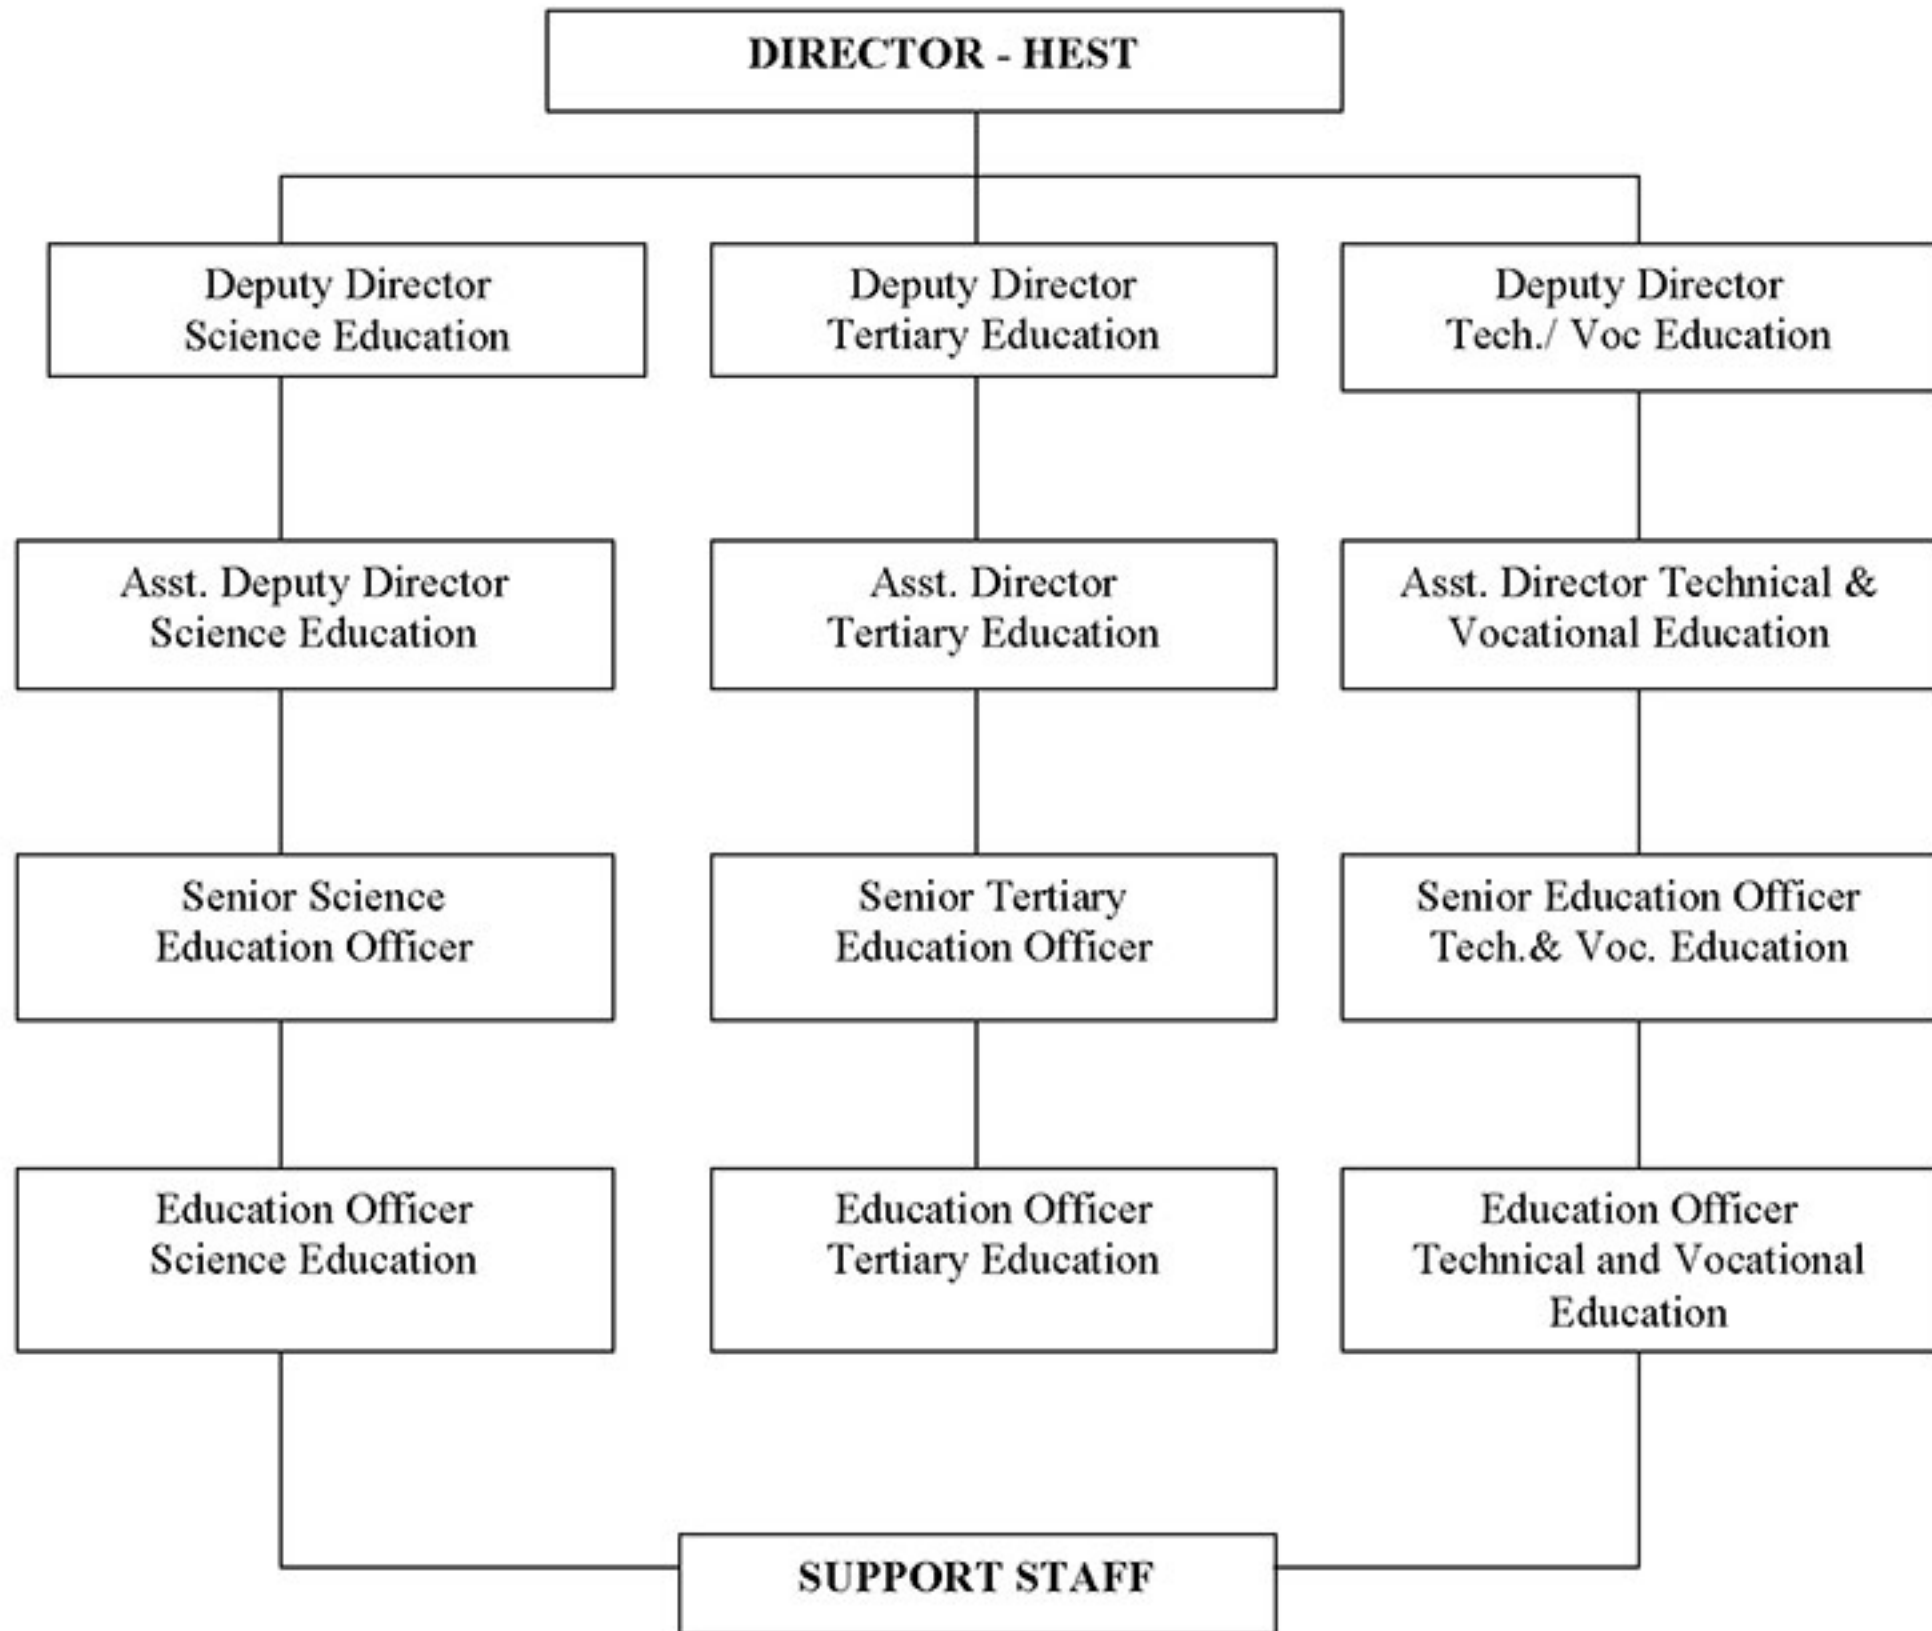 DIRECTOR - HEST
Deputy Director
Science Education
Deputy Director
Tertiary Education
Deputy Director
Tech./ Voc Education
Asst. Deputy Director
Science Education
Asst. Director
Tertiary Education
Asst. Director Technical &
Vocational Education
Senior Science
Education Officer
Senior Tertiary
Education Officer
Senior Education Officer
Tech.& Voc. Education
Education Officer
Science Education
Education Officer
Tertiary Education
Education Officer
Technical and Vocational
Education
SUPPORT STAFF